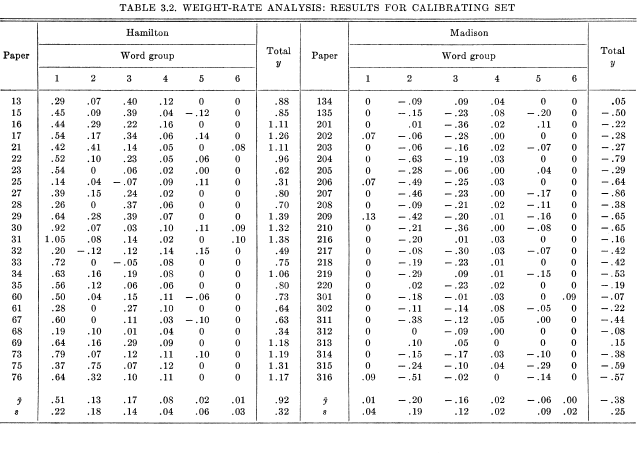 TABLE 3.2. WEIGHT-RATE ANALYSIS: RESULTS FOR CALIBRATING SET
Hamilton Madison
Paper Word group Total y Paper Word group Total y
1 2 3 4 5 6 1 2 3 4 5 6
13 .29 .07 .40 .12 0 0 .88 134 0 −.09 .09 .04 0 0 .05
15 .45 .09 .39 .04 −.12 0 .85 135 0 −.15 −.23 .08 −.20 0 −.50
16 .44 .29 .22 .16 0 0 1.11 201 0 .01 −.36 .02 .11 0 −.22
17 .54 .17 .34 .06 .14 0 1.26 202 .07 −.06 −.28 .00 0 0 −.28
21 .42 .41 .14 .05 0 .08 1.11 203 0 −.06 −.16 .02 −.07 0 −.27
22 .52 .10 .23 .05 .06 0 .96 204 0 −.63 −.19 .03 0 0 −.79
23 .54 0 .06 .02 .00 0 .62 205 0 −.28 −.06 .00 .04 0 −.29
25 .14 .04 −.07 .09 .11 0 .31 206 .07 −.49 −.25 .03 0 0 −.64
27 .39 .15 .24 .02 0 0 .80 207 0 −.46 −.23 .00 −.17 0 −.86
28 .26 0 .37 .06 0 0 .70 208 0 −.09 −.21 .02 −.11 0 −.38
29 .64 .28 .39 .07 0 0 1.39 209 .13 −.42 −.20 .01 −.16 0 −.65
30 .92 .07 .03 .10 .11 .09 1.32 210 0 −.21 −.36 .00 −.08 0 −.65
31 1.05 .08 .14 .02 0 .10 1.38 216 0 −.20 .01 .03 0 0 −.16
32 .20 −.12 .12 .14 .15 0 .49 217 0 −.08 −.30 .03 −.07 0 −.42
33 .72 0 −.05 .08 0 0 .75 218 0 −.19 −.23 .01 0 0 −.42
34 .63 .16 .19 .08 0 0 1.06 219 0 −.29 .09 .01 −.15 0 −.53
35 .56 .12 .06 .06 0 0 .80 220 0 .02 −.23 .02 0 0 −.19
60 .50 .04 .15 .11 −.06 0 .73 301 0 −.18 −.01 .03 0 .09 −.07
61 .28 0 .27 .10 0 0 .64 302 0 −.11 −.14 .08 −.05 0 −.22
67 .60 0 .11 .03 −.10 0 .63 311 0 −.38 −.12 .05 .00 0 −.44
68 .19 .10 .01 .04 0 0 .34 312 0 0 −.09 .00 0 0 −.08
69 .64 .16 .29 .09 0 0 1.18 313 0 .10 .05 0 0 0 .15
73 .79 .07 .12 .11 .10 0 1.19 314 0 −.15 −.17 .03 −.10 0 −.38
75 .37 .75 .07 .12 0 0 1.31 315 0 −.24 −.10 .04 −.29 0 −.59
76 .64 .32 .10 .11 0 0 1.17 316 .09 −.51 −.02 0 −.14 0 −.57
ȳ .51 .13 .17 .08 .02 .01 .92 ȳ .01 −.20 −.16 .02 −.06 .00 −.38
s .22 .18 .14 .04 .06 .03 .32 s .04 .19 .12 .02 .09 .02 .25